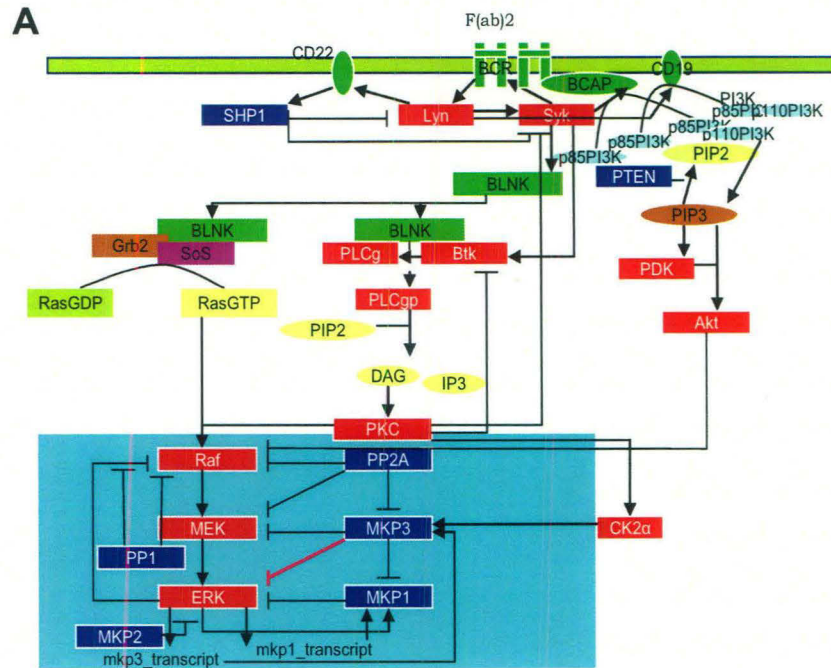 A
F(ab)2
CD22
BCR
CD19
BCAP
PI3K
p85PI3K
p110PI3K
SHP1
Lyn
Syk
p85PI3K
p110PI3K
p85PI3K
p85PI3K
PIP2
PTEN
BLNK
PIP3
BLNK
BLNK
Grb2
SoS
PLCg
Btk
PDK
RasGDP
RasGTP
PLCgp
PIP2
Akt
DAG
IP3
PKC
Raf
PP2A
MEK
MKP3
CK2α
PP1
ERK
MKP1
MKP2
mkp1_transcript
mkp3_transcript